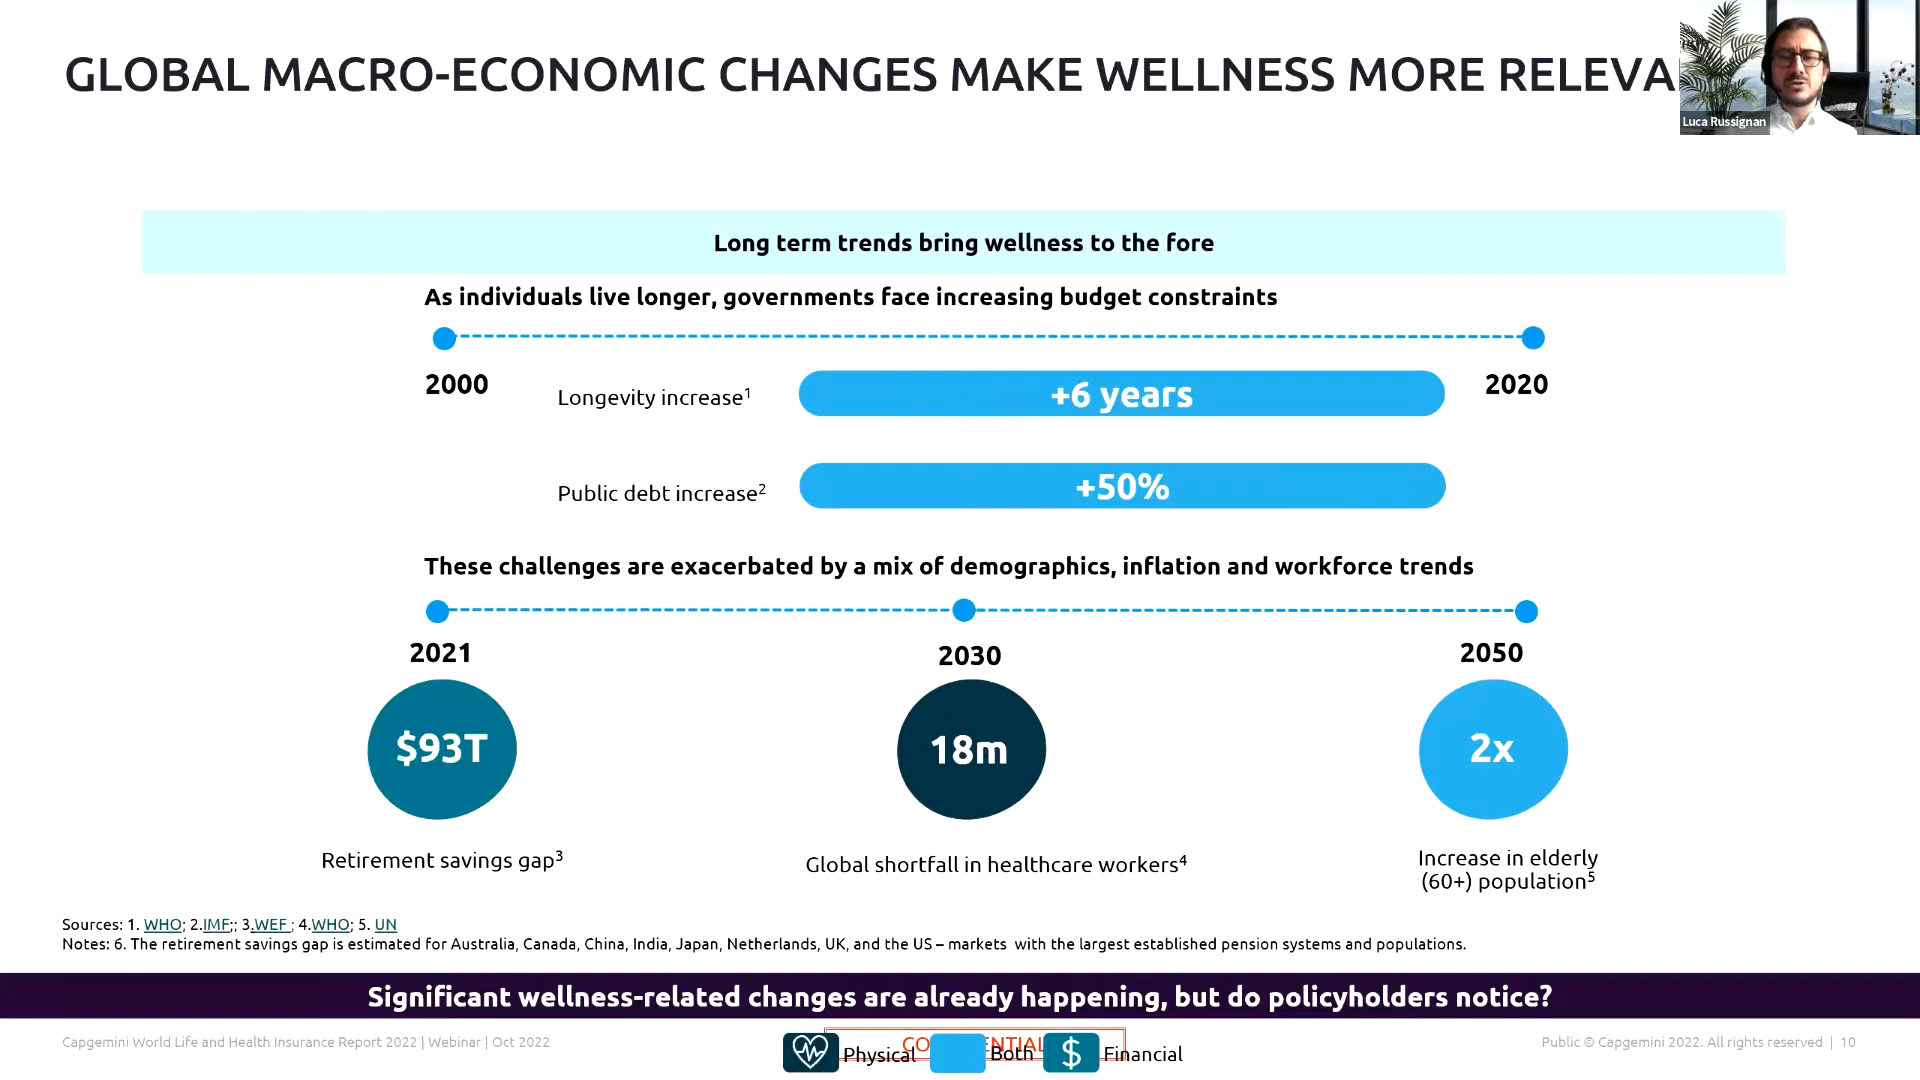 GLOBAL MACRO-ECONOMIC CHANGES MAKE WELLNESS MORE RELEVA
Luca Russignan
Long term trends bring wellness to the fore
As individuals live longer, governments face increasing budget constraints
2000
2020
Longevity increase1
+6 years
Public debt increase2
+50%
These challenges are exacerbated by a mix of demographics, inflation and workforce trends
2021
2030
2050
$93T
18m
2x
Retirement savings gap3
Global shortfall in healthcare workers4
Increase in elderly
(60+) population5
Sources: 1. WHO; 2.IMF;; 3.WEF ; 4.WHO; 5. UN
Notes: 6. The retirement savings gap is estimated for Australia, Canada, China, India, Japan, Netherlands, UK, and the US – markets with the largest established pension systems and populations.
Significant wellness-related changes are already happening, but do policyholders notice?
Capgemini World Life and Health Insurance Report 2022 | Webinar | Oct 2022
Physical
Both
$
Financial
Public © Capgemini 2022. All rights reserved | 10